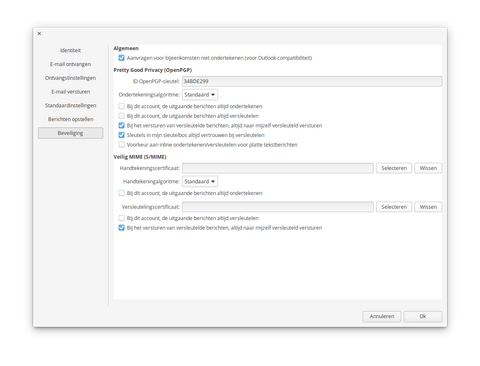 Identiteit
E-mail ontvangen
Ontvangstinstellingen
E-mail versturen
Standaardinstellingen
Berichten opstellen
Beveiliging
Algemeen
Aanvragen voor bijeenkomsten niet ondertekenen (voor Outlook-compatibiliteit)
Pretty Good Privacy (OpenPGP)
ID OpenPGP-sleutel: 34BDE299
Ondertekeningsalgoritme: Standaard
Bij dit account, de uitgaande berichten altijd ondertekenen
Bij dit account, de uitgaande berichten altijd versleutelen
Bij het versturen van versleutelde berichten, altijd naar mijzelf versleuteld versturen
Sleutels in mijn sleutelbos altijd vertrouwen bij versleutelen
Voorkeur aan inline ondertekenen/versleutelen voor platte tekstberichten
Veilig MIME (S/MIME)
Handtekeningscertificaat: Selecteren Wissen
Handtekeningalgoritme: Standaard
Bij dit account, de uitgaande berichten altijd ondertekenen
Versleutelingscertificaat: Selecteren Wissen
Bij dit account, de uitgaande berichten altijd versleutelen
Bij het versturen van versleutelde berichten, altijd naar mijzelf versleuteld versturen
Annuleren Ok